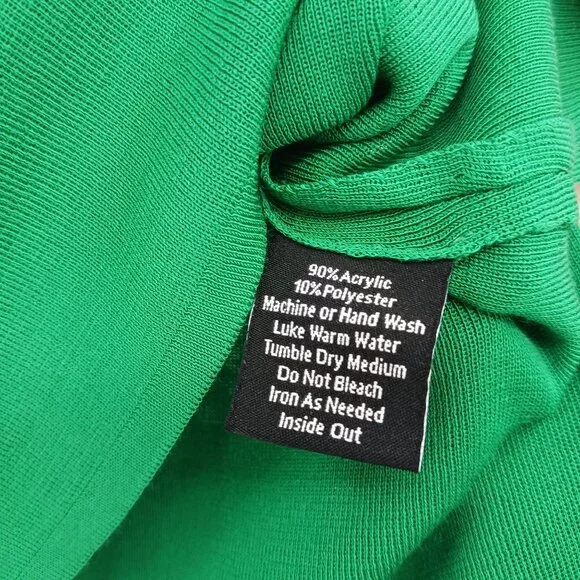 90% Acrylic
10% Polyester
Machine or Hand Wash
Luke Warm Water
Tumble Dry Medium
Do Not Bleach
Iron As Needed
Inside Out